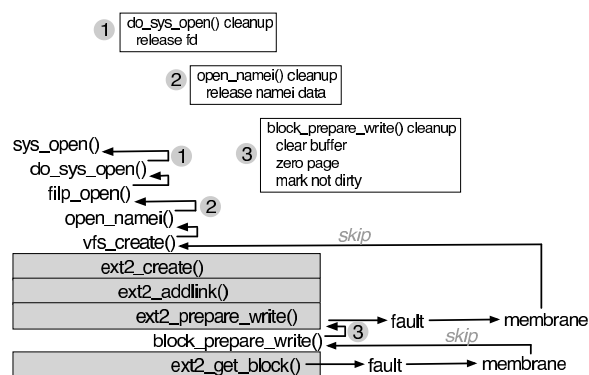 1 do_sys_open() cleanup
release fd
2 open_namei() cleanup
release namei data
3 block_prepare_write() cleanup
clear buffer
zero page
mark not dirty
sys_open() 1
do_sys_open()
filp_open() 2
open_namei()
vfs_create() skip
ext2_create()
ext2_addlink()
ext2_prepare_write() fault membrane
block_prepare_write() 3 skip
ext2_get_block() fault membrane